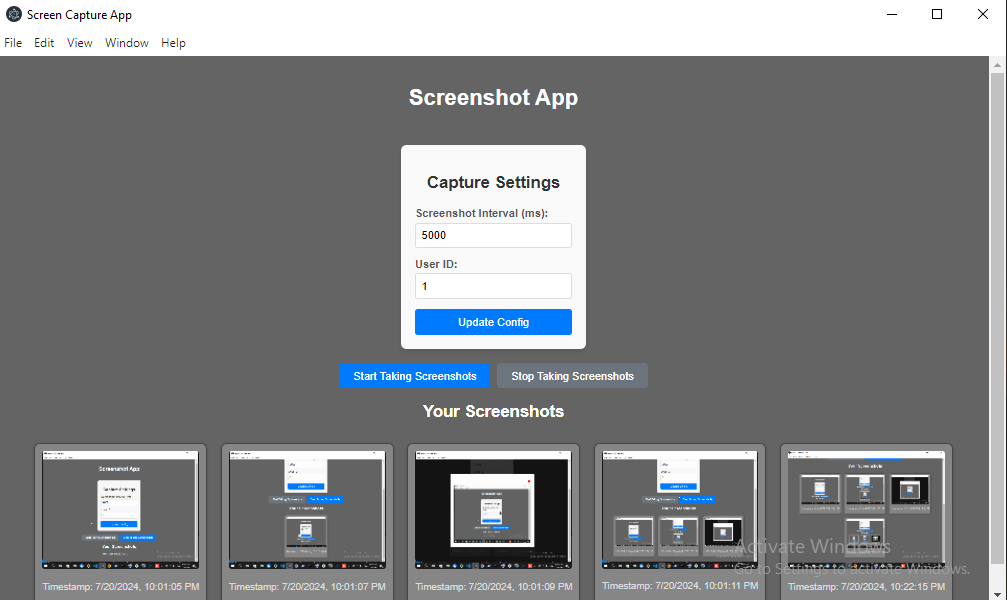 Screen Capture App
File Edit View Window Help
Screenshot App
Capture Settings
Screenshot Interval (ms):
5000
User ID:
1
Update Config
Start Taking Screenshots Stop Taking Screenshots
Your Screenshots
Screenshot App
Your Screenshots
Activate Windows
Go to Settings to activate Windows.
Timestamp: 7/20/2024, 10:01:05 PM Timestamp: 7/20/2024, 10:01:07 PM Timestamp: 7/20/2024, 10:01:09 PM Timestamp: 7/20/2024, 10:01:11 PM Timestamp: 7/20/2024, 10:22:15 PM